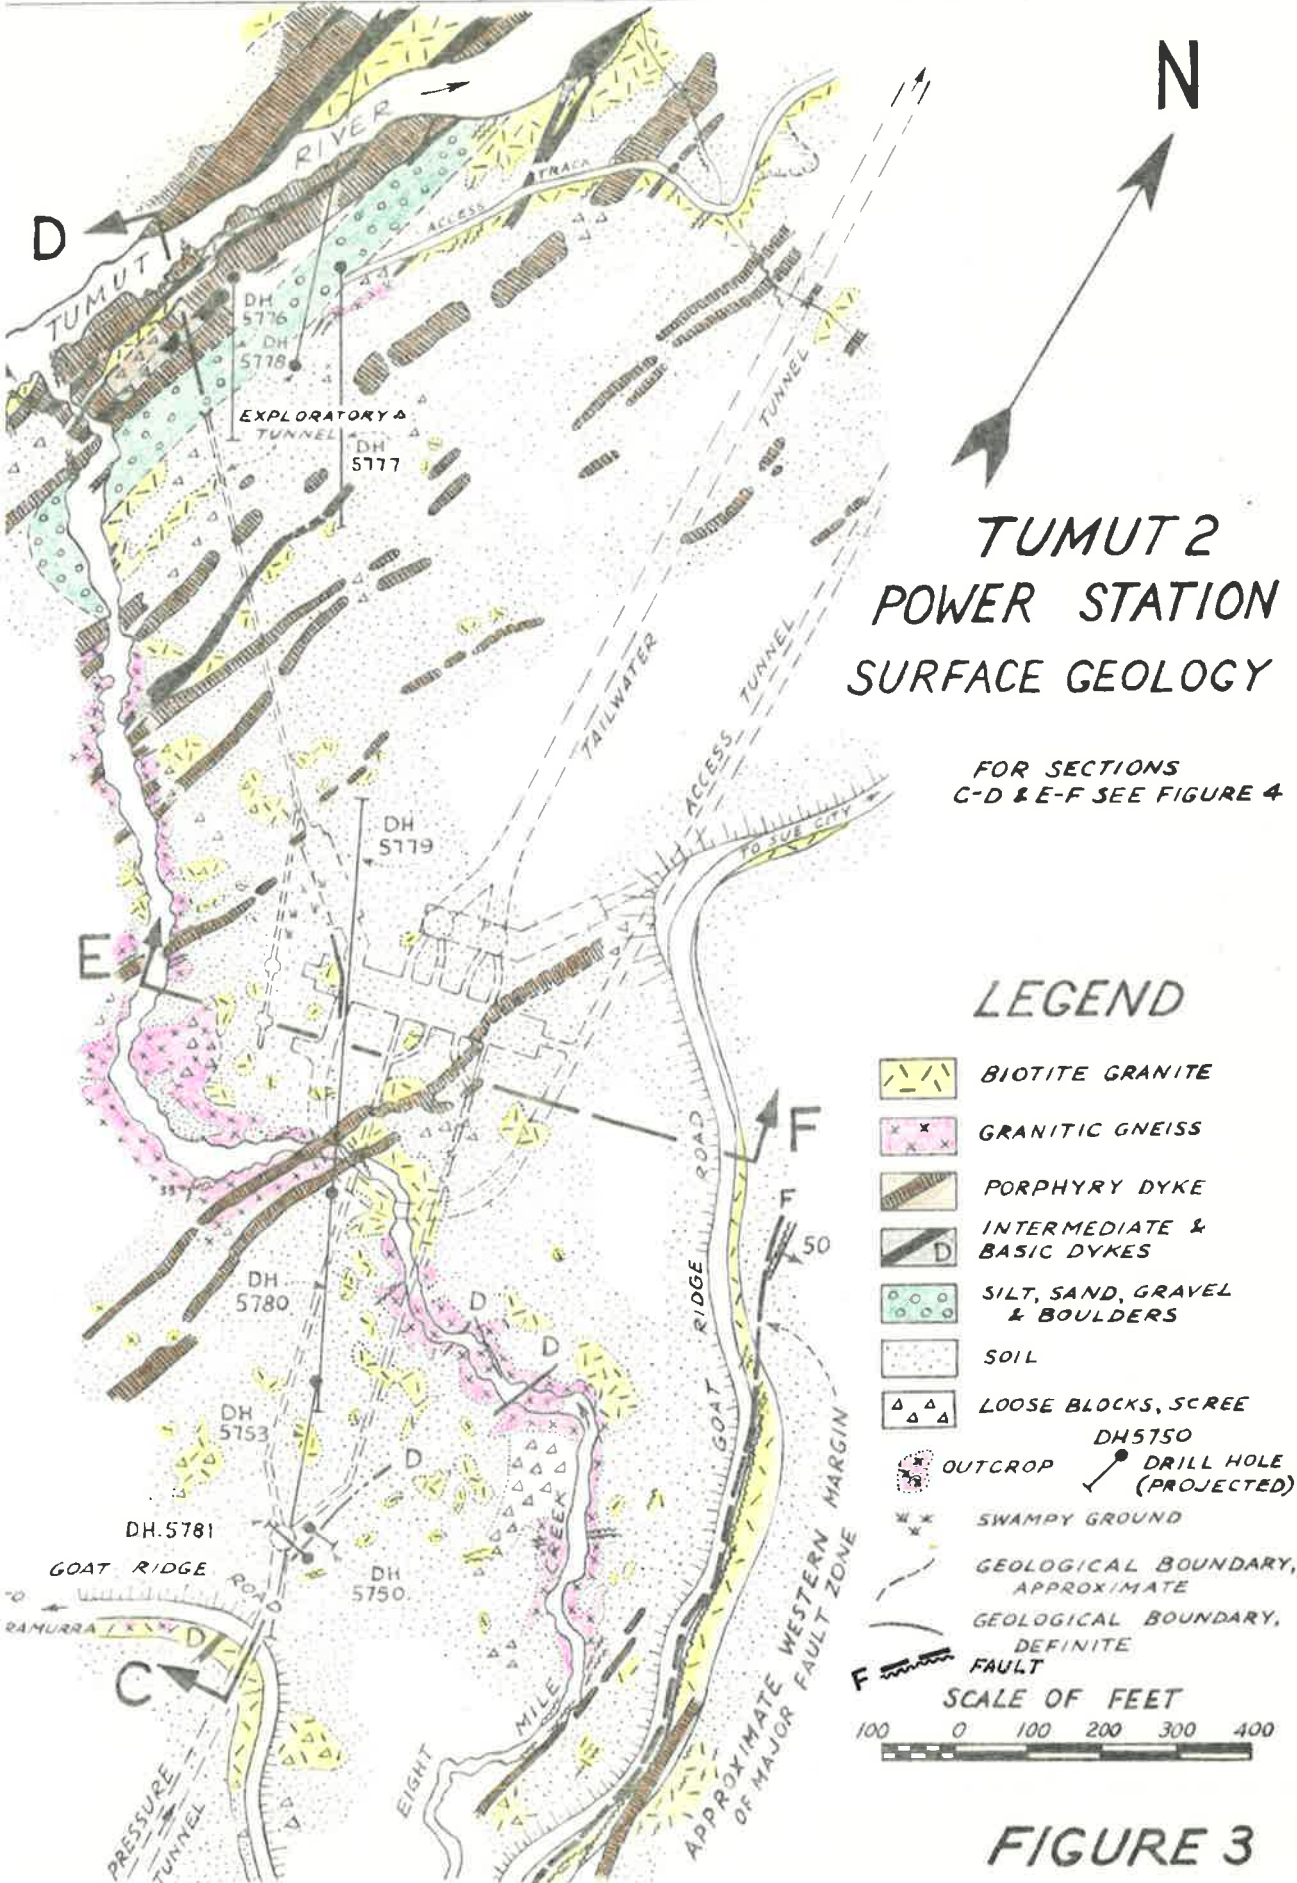 N
RIVER
TUMUT
D
ACCESS
TRACK
DH
5776
DH
5778
EXPLORATORY
TUNNEL
DH
5777
TUNNEL
TUMUT 2
POWER STATION
SURFACE GEOLOGY
FOR SECTIONS
C-D & E-F SEE FIGURE 4
TAILWATER
ACCESS TUNNEL
TO SUE CITY
DH
5779
E
F
F
50
35
DH
5780
D
D
D
DH
5753
DH.5781
DH
5750
GOAT RIDGE ROAD
RAMURRA
D
C
PRESSURE
TUNNEL
EIGHT MILE CREEK
GOAT RIDGE ROAD
APPROXIMATE WESTERN MARGIN
OF MAJOR FAULT ZONE
LEGEND
BIOTITE GRANITE
GRANITIC GNEISS
PORPHYRY DYKE
D
INTERMEDIATE &
BASIC DYKES
SILT, SAND, GRAVEL
& BOULDERS
SOIL
LOOSE BLOCKS, SCREE
OUTCROP
DH5750
DRILL HOLE
(PROJECTED)
SWAMPY GROUND
GEOLOGICAL BOUNDARY,
APPROXIMATE
GEOLOGICAL BOUNDARY,
DEFINITE
F
FAULT
SCALE OF FEET
100 0 100 200 300 400
FIGURE 3